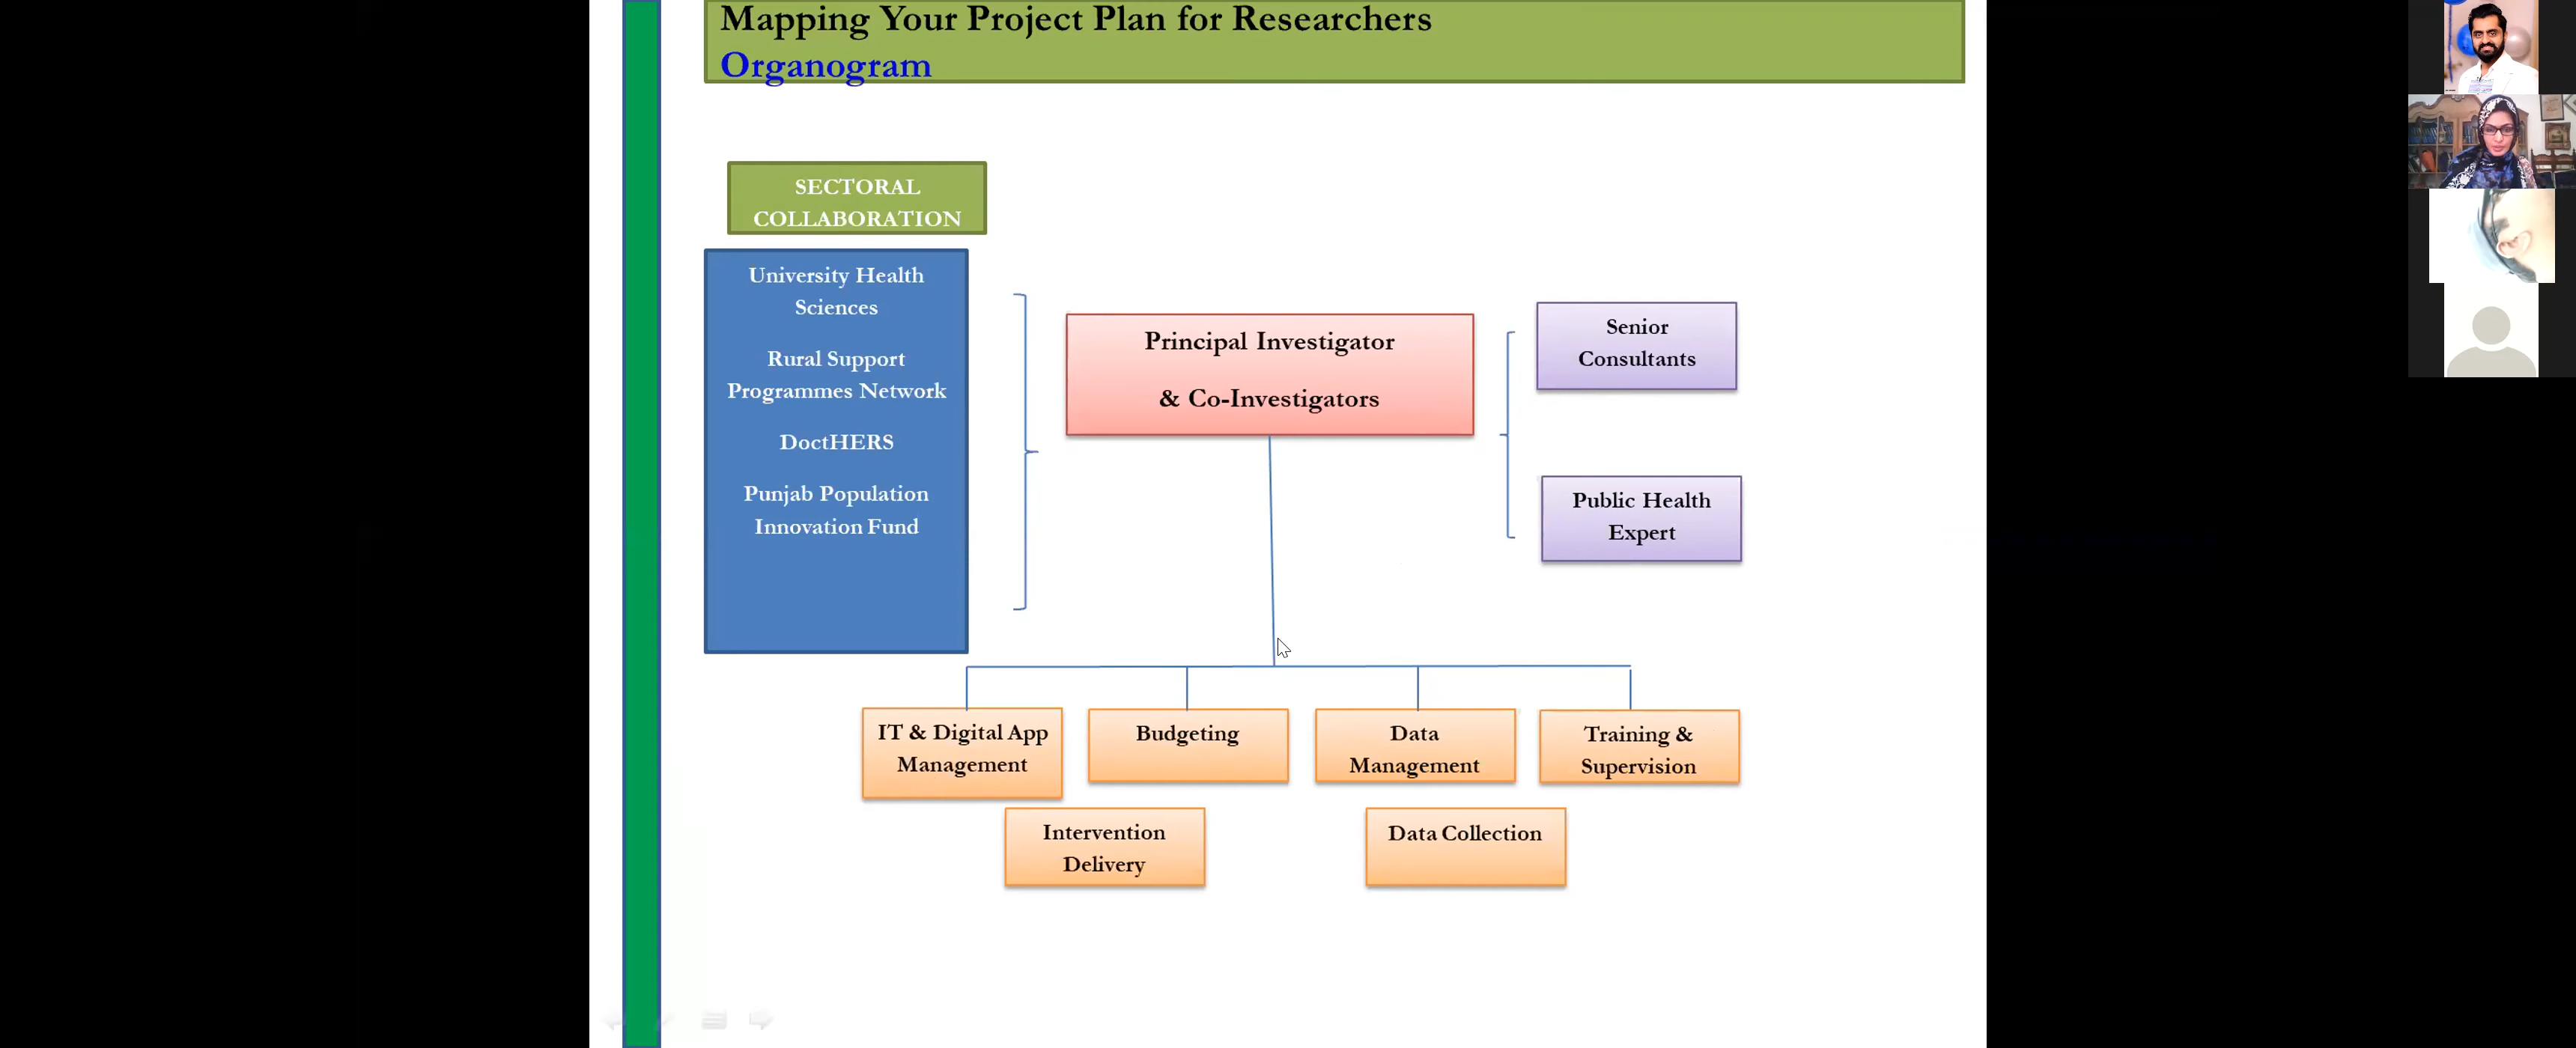 Mapping Your Project Plan for Researchers
Organogram
SECTORAL
COLLABORATION
University Health
Sciences
Rural Support
Programmes Network
DoctHERS
Punjab Population
Innovation Fund
Principal Investigator
& Co-Investigators
Senior
Consultants
Public Health
Expert
IT & Digital App
Management
Budgeting
Data
Management
Training &
Supervision
Intervention
Delivery
Data Collection